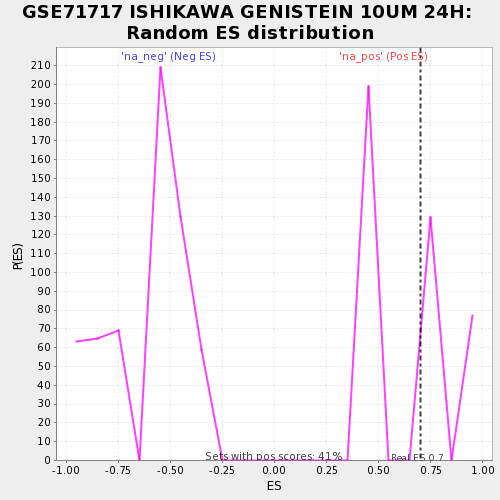 GSE71717 ISHIKAWA GENISTEIN 10UM 24H:
Random ES distribution
'na_neg' (Neg ES)
'na_pos' (Pos ES)
P(ES)
210
200
190
180
170
160
150
140
130
120
110
100
90
80
70
60
50
40
30
20
10
0
Sets with pos scores: 41%
Real ES 0.7
-1.00 -0.75 -0.50 -0.25 0.00 0.25 0.50 0.75 1.00
ES